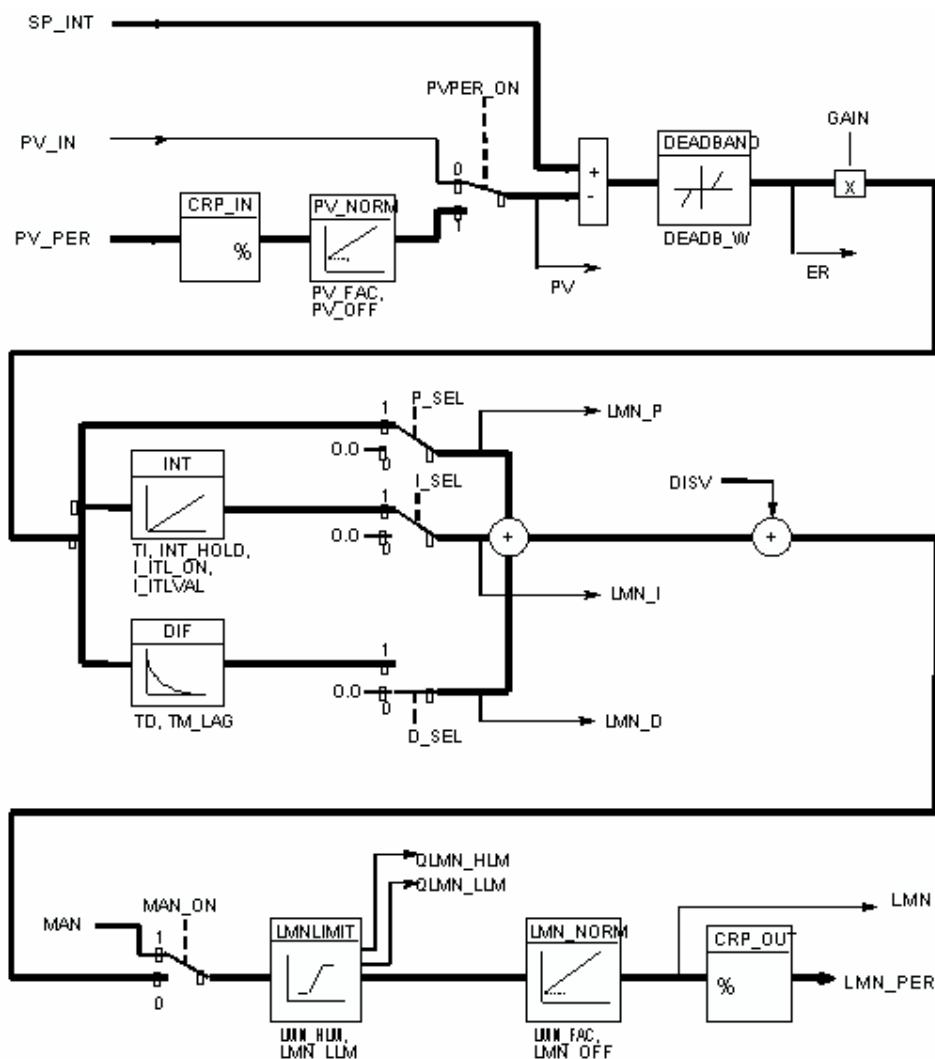 SP_INT
PVPER_ON
GAIN
PV_IN
0
+
-
DEADBAND
X
CRP_IN
PV_NORM
PV_PER
%
1
DEADB_W
PV
ER
PV_FAC,
PV_OFF
P_SEL
1
LMN_P
0.0
0
INT
I_SEL
DISV
1
0.0
0
+
+
TI, INT_HOLD,
I_ITL_ON,
I_ITLVAL
LMN_I
DIF
1
0.0
0
TD, TM_LAG
D_SEL
LMN_D
QLMN_HLM
QLMN_LLM
MAN
MAN_ON
LMN
1
LMNLIMIT
LMN_NORM
CRP_OUT
0
%
LMN_PER
LMN_HLM,
LMN_LLM
LMN_FAC,
LMN_OFF